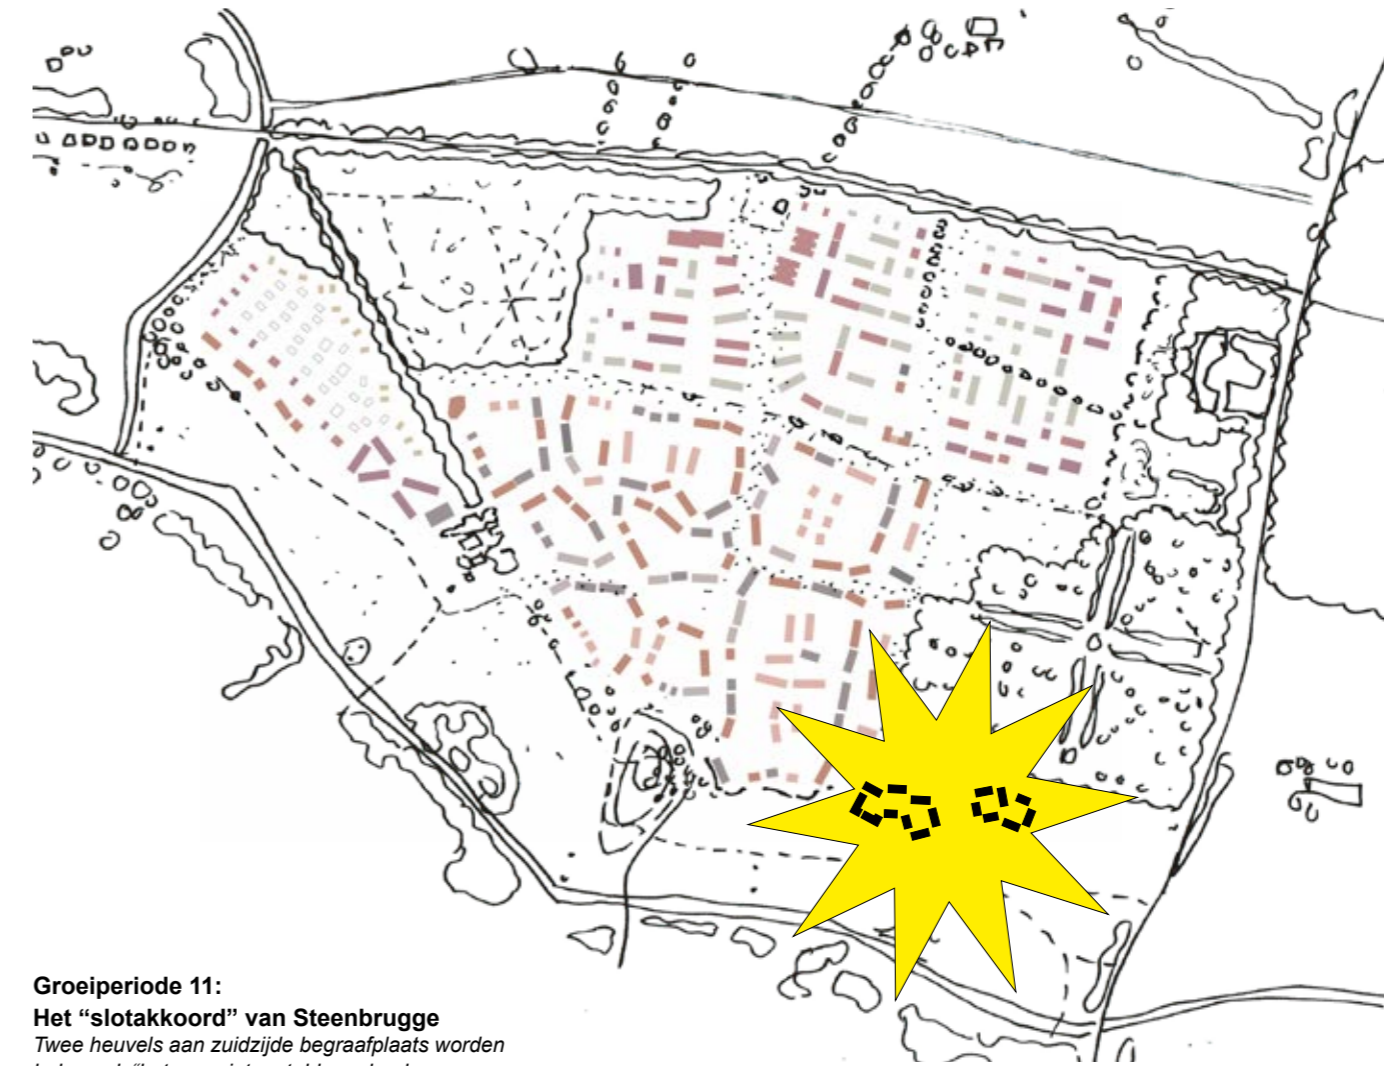 Groeiperiode 11:
Het “slotakkoord” van Steenbrugge
Twee heuvels aan zuidzijde begraafplaats worden